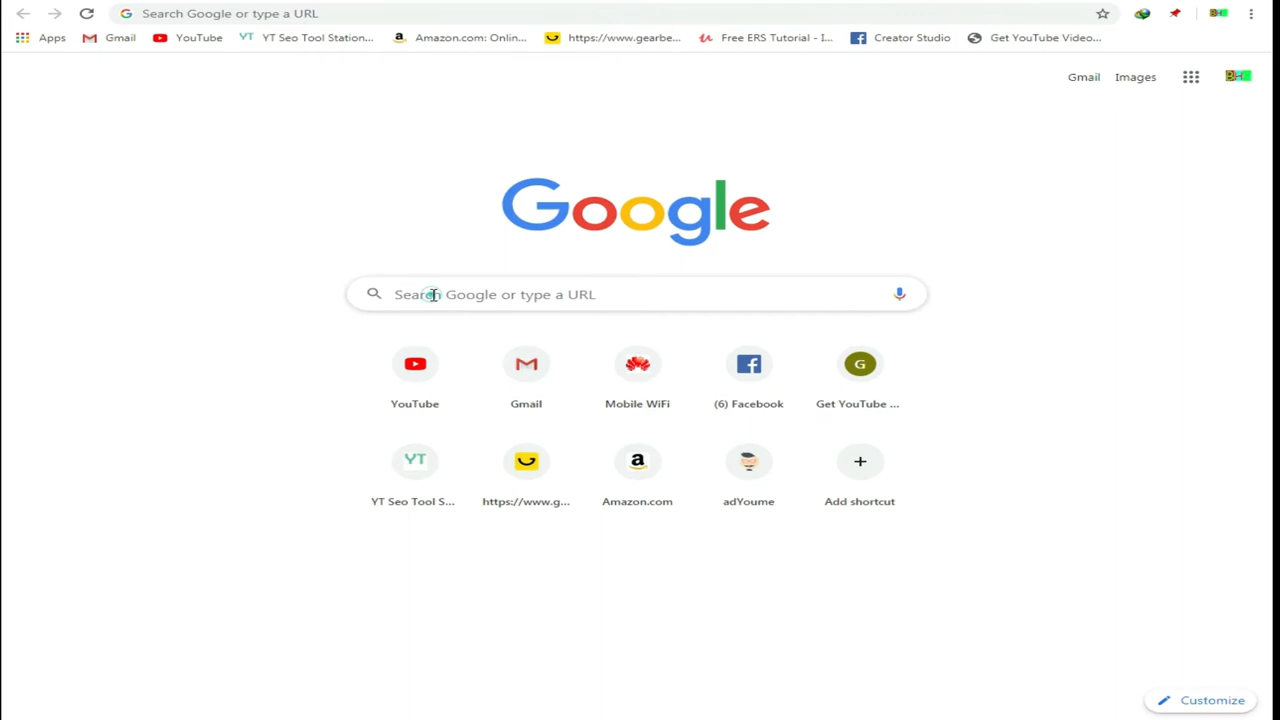 Search Google or type a URL
Apps Gmail YouTube YT YT Seo Tool Station... Amazon.com: Onlin... https://www.gearbe... Free ERS Tutorial - I... Creator Studio Get YouTube Video...
Gmail Images
Google
Search Google or type a URL
G
YouTube Gmail Mobile WiFi (6) Facebook Get YouTube ...
YT
YT Seo Tool S... https://www.g... Amazon.com adYoume Add shortcut
Customize